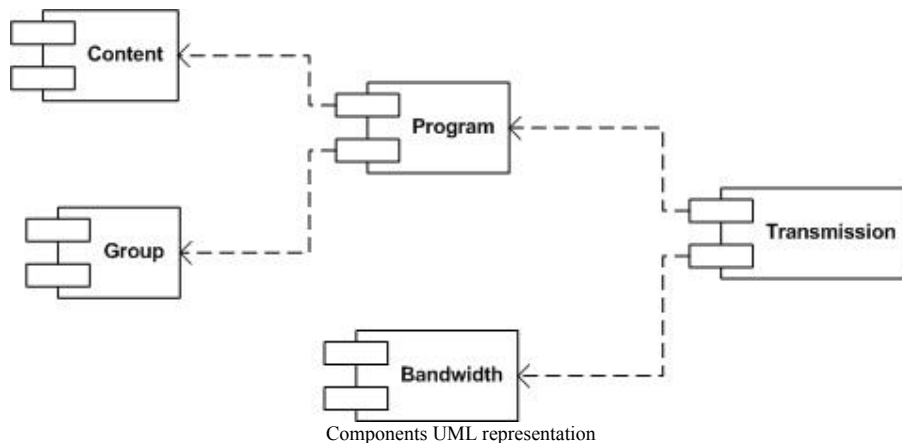 Content
Program
Group
Transmission
Bandwidth
Components UML representation